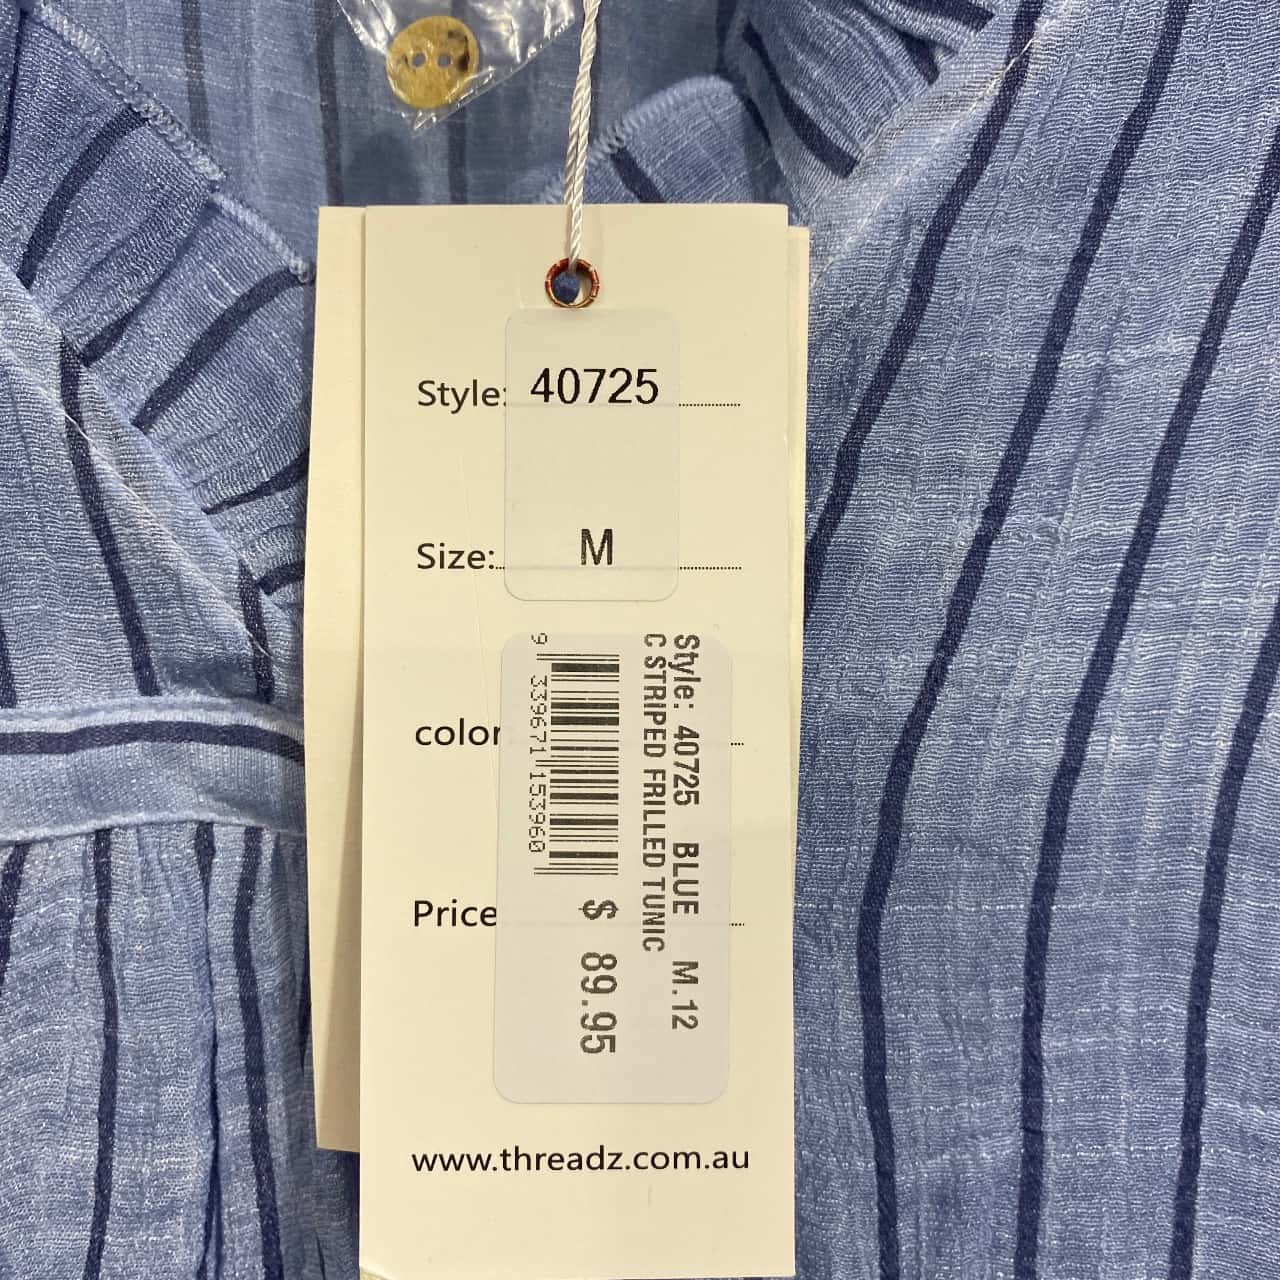 Style: 40725
Size: M
color
Price
Style: 40725 BLUE M.12
C STRIPED FRILLED TUNIC
9 339671 153960
$ 89.95
www.threadz.com.au